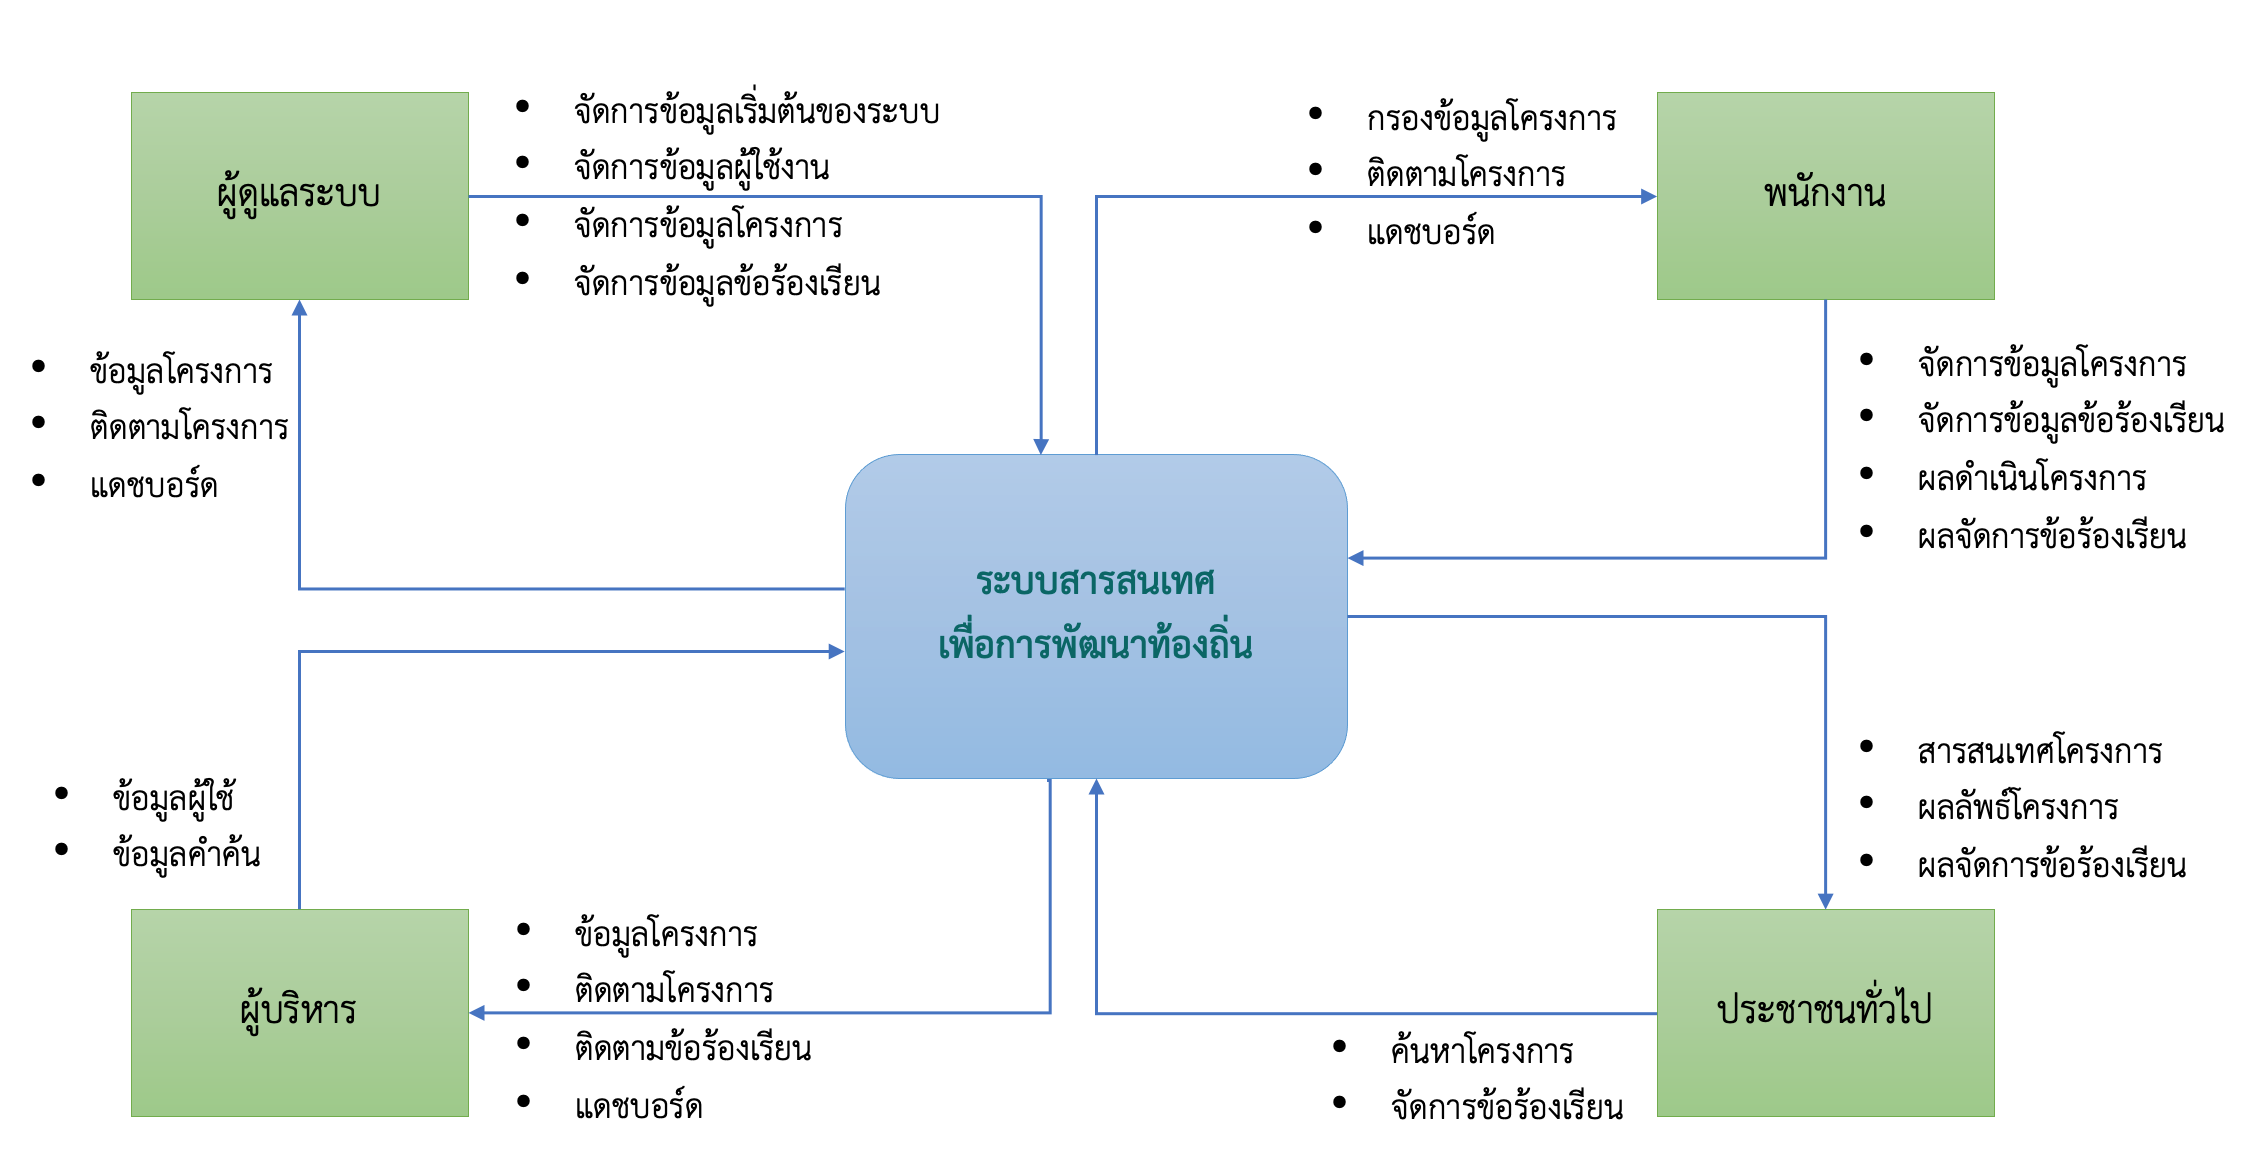 ผู้ดูแลระบบ
• จัดการข้อมูลเริ่มต้นของระบบ
• จัดการข้อมูลผู้ใช้งาน
• จัดการข้อมูลโครงการ
• จัดการข้อมูลข้อร้องเรียน
• กรองข้อมูลโครงการ
• ติดตามโครงการ
• แดชบอร์ด
พนักงาน
• ข้อมูลโครงการ
• ติดตามโครงการ
• แดชบอร์ด
• จัดการข้อมูลโครงการ
• จัดการข้อมูลข้อร้องเรียน
• ผลดำเนินโครงการ
• ผลจัดการข้อร้องเรียน
ระบบสารสนเทศ
เพื่อการพัฒนาท้องถิ่น
• ข้อมูลผู้ใช้
• ข้อมูลคำค้น
• สารสนเทศโครงการ
• ผลลัพธ์โครงการ
• ผลจัดการข้อร้องเรียน
ผู้บริหาร
• ข้อมูลโครงการ
• ติดตามโครงการ
• ติดตามข้อร้องเรียน
• แดชบอร์ด
• ค้นหาโครงการ
• จัดการข้อร้องเรียน
ประชาชนทั่วไป